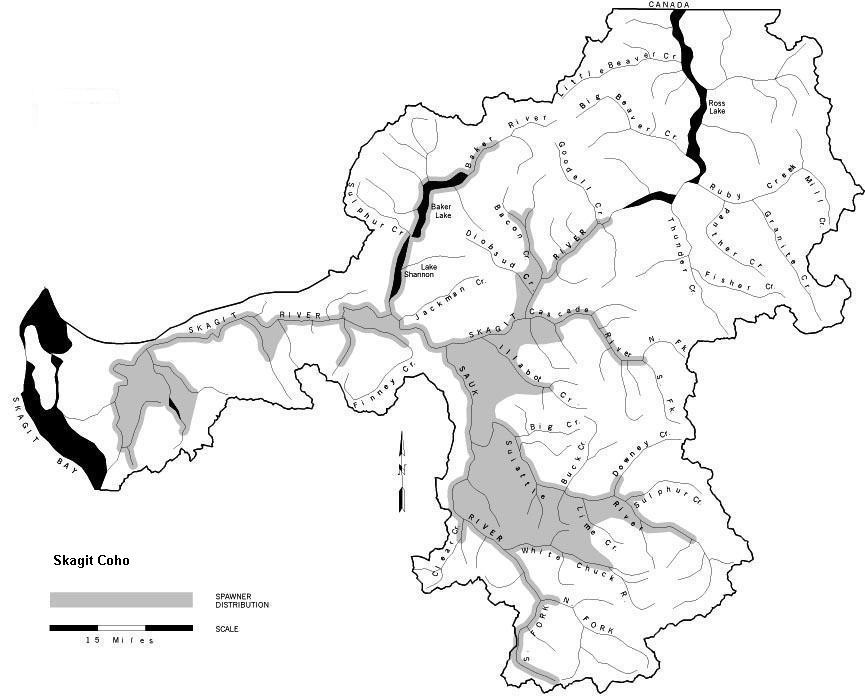 CANADA
Little Beaver Cr.
Big Beaver Cr.
Ross
Lake
Baker River
Goodell Cr.
Ruby Creek
Mill Cr.
Sulphur Cr.
Baker
Lake
Bacon Cr.
Diobsud Cr.
RIVER
Thunder Cr.
Granite Cr.
Fisher Cr.
Lake
Shannon
Jackman Cr.
SKAGIT RIVER
SKAGIT
Cascade River
N Fk.
S Fk.
Finney Cr.
SAUK
Illabot Cr.
SKAGIT BAY
Big Cr.
Buck Cr.
Downey Cr.
Suiattle River
Sulphur Cr.
N
Lime Cr.
RIVER
Clear Cr.
White Chuck R
N FORK
S. FORK
Skagit Coho
SPAWNER
DISTRIBUTION
SCALE
15 Miles